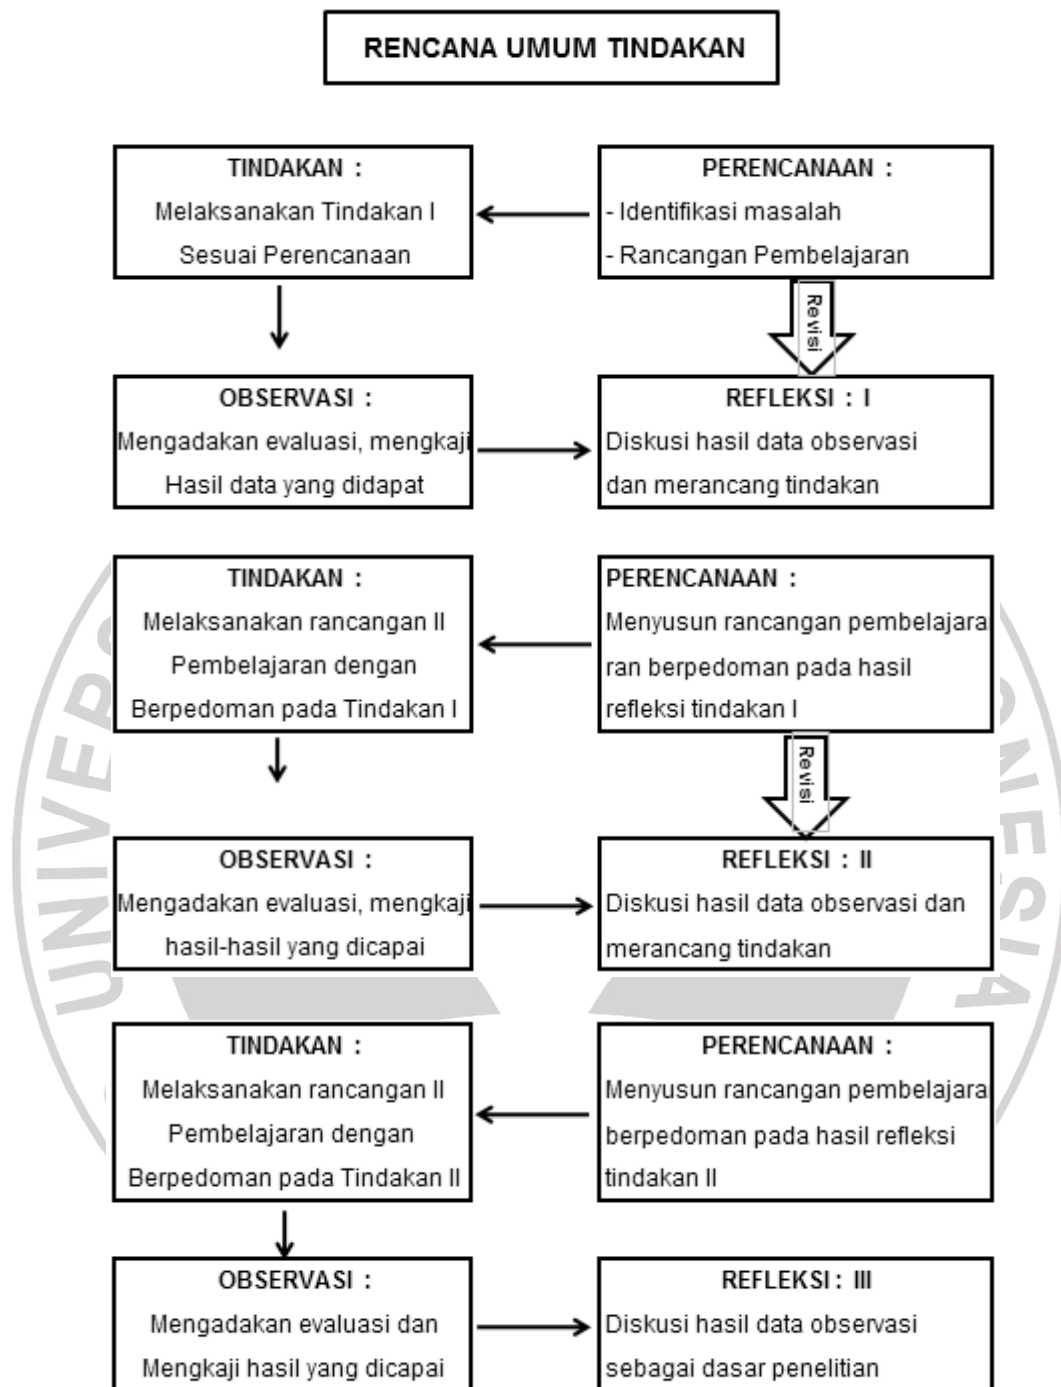 RENCANA UMUM TINDAKAN
TINDAKAN :
Melaksanakan Tindakan I
Sesuai Perencanaan
PERENCANAAN :
- Identifikasi masalah
- Rancangan Pembelajaran
Revisi
OBSERVASI :
Mengadakan evaluasi, mengkaji
Hasil data yang didapat
REFLEKSI : I
Diskusi hasil data observasi
dan merancang tindakan
TINDAKAN :
Melaksanakan rancangan II
Pembelajaran dengan
Berpedoman pada Tindakan I
PERENCANAAN :
Menyusun rancangan pembelajara
ran berpedoman pada hasil
refleksi tindakan I
Revisi
OBSERVASI :
Mengadakan evaluasi, mengkaji
hasil-hasil yang dicapai
REFLEKSI : II
Diskusi hasil data observasi dan
merancang tindakan
TINDAKAN :
Melaksanakan rancangan II
Pembelajaran dengan
Berpedoman pada Tindakan II
PERENCANAAN :
Menyusun rancangan pembelajara
berpedoman pada hasil refleksi
tindakan II
OBSERVASI :
Mengadakan evaluasi dan
Mengkaji hasil yang dicapai
REFLEKSI : III
Diskusi hasil data observasi
sebagai dasar penelitian